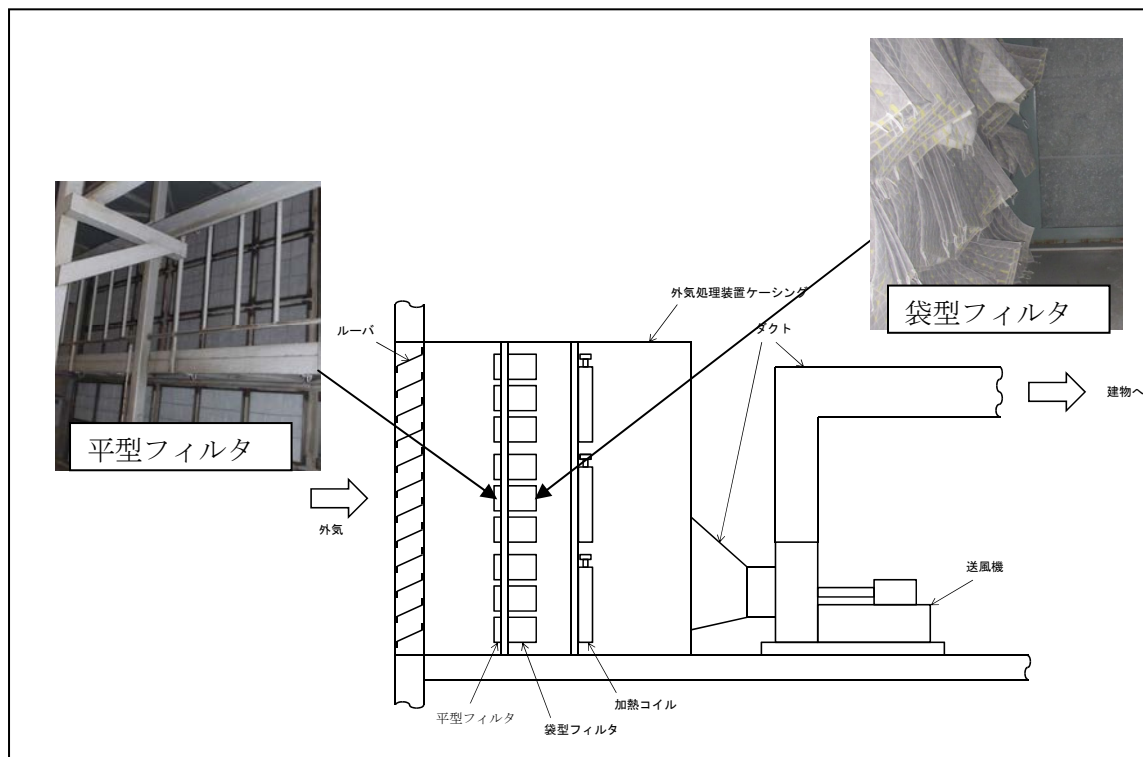 袋型フィルタ
外気処理装置ケーシング
ルーバ
ダクト
建物へ
平型フィルタ
外気
送風機
加熱コイル
平型フィルタ
袋型フィルタ